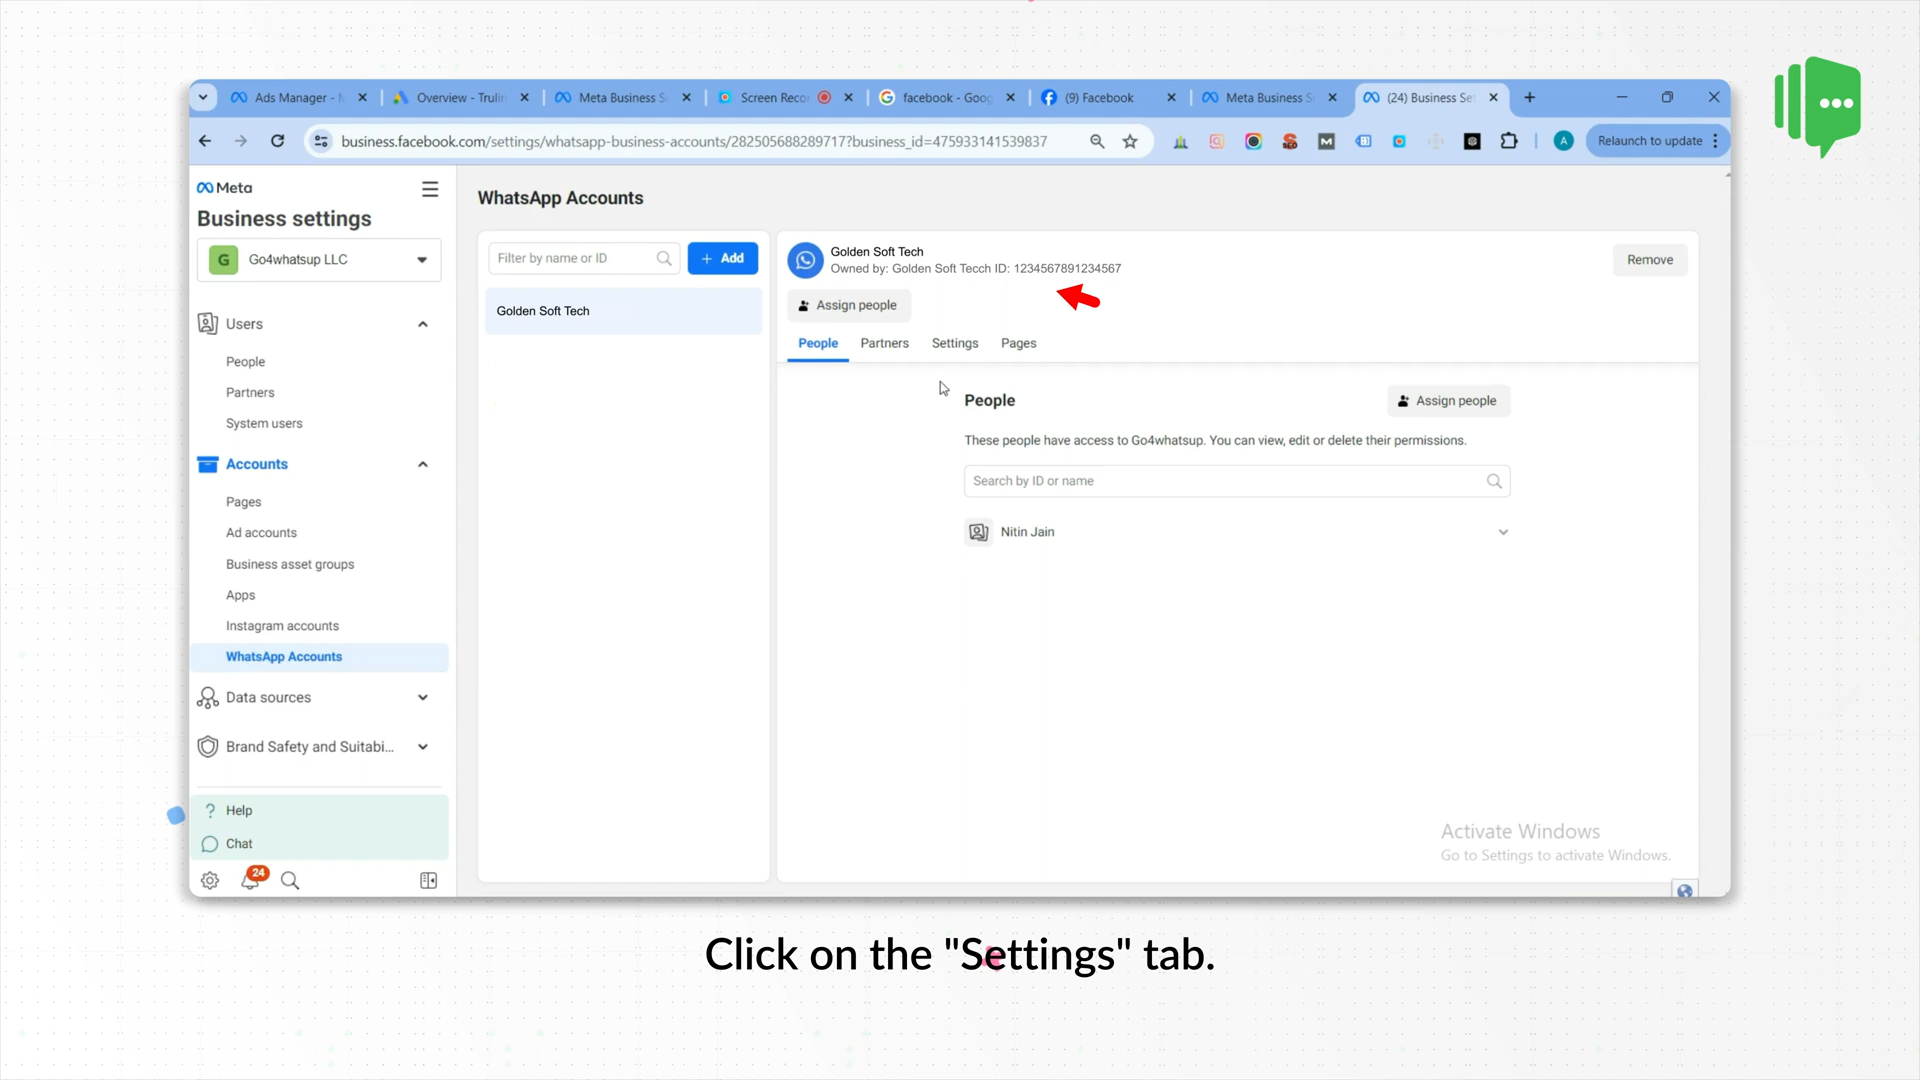 Ads Manager -
Overview - Trulin
Meta Business S
Screen Reco
facebook - Goog
(9) Facebook
Meta Business S
(24) Business Se
business.facebook.com/settings/whatsapp-business-accounts/282505688289717?business_id=475933141539837
A
Relaunch to update
Meta
Business settings
G
Go4whatsup LLC
Users
People
Partners
System users
Accounts
Pages
Ad accounts
Business asset groups
Apps
Instagram accounts
WhatsApp Accounts
Data sources
Brand Safety and Suitabi...
Help
Chat
24
WhatsApp Accounts
Filter by name or ID
+ Add
Golden Soft Tech
Golden Soft Tech
Owned by: Golden Soft Tecch ID: 1234567891234567
Remove
Assign people
People
Partners
Settings
Pages
People
Assign people
These people have access to Go4whatsup. You can view, edit or delete their permissions.
Search by ID or name
Nitin Jain
Activate Windows
Go to Settings to activate Windows.
Click on the "Settings" tab.